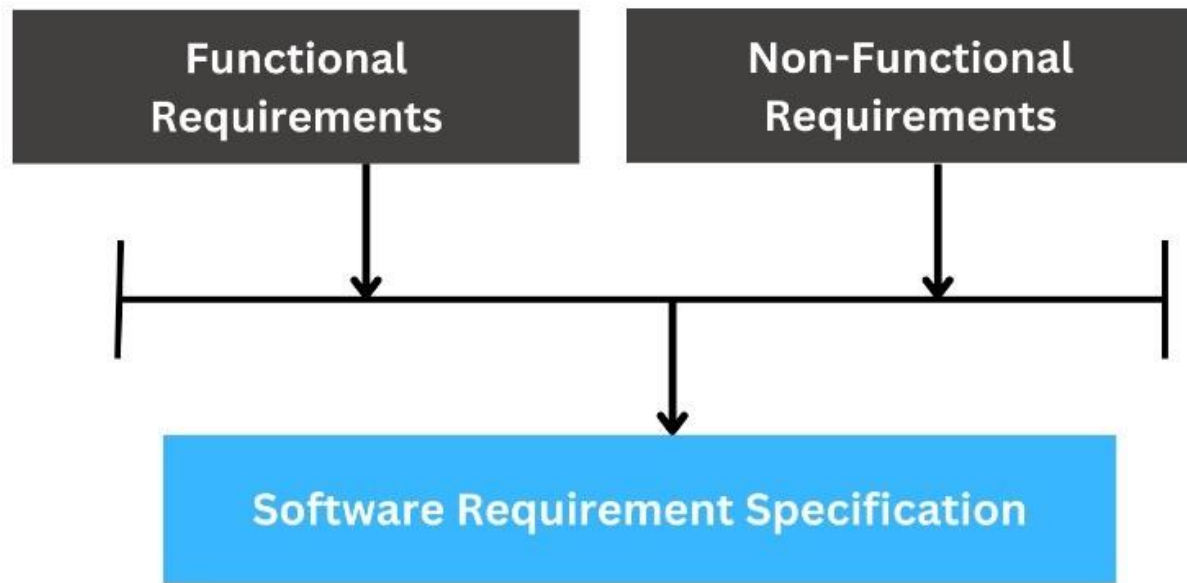 Functional
Requirements
Non-Functional
Requirements
Software Requirement Specification